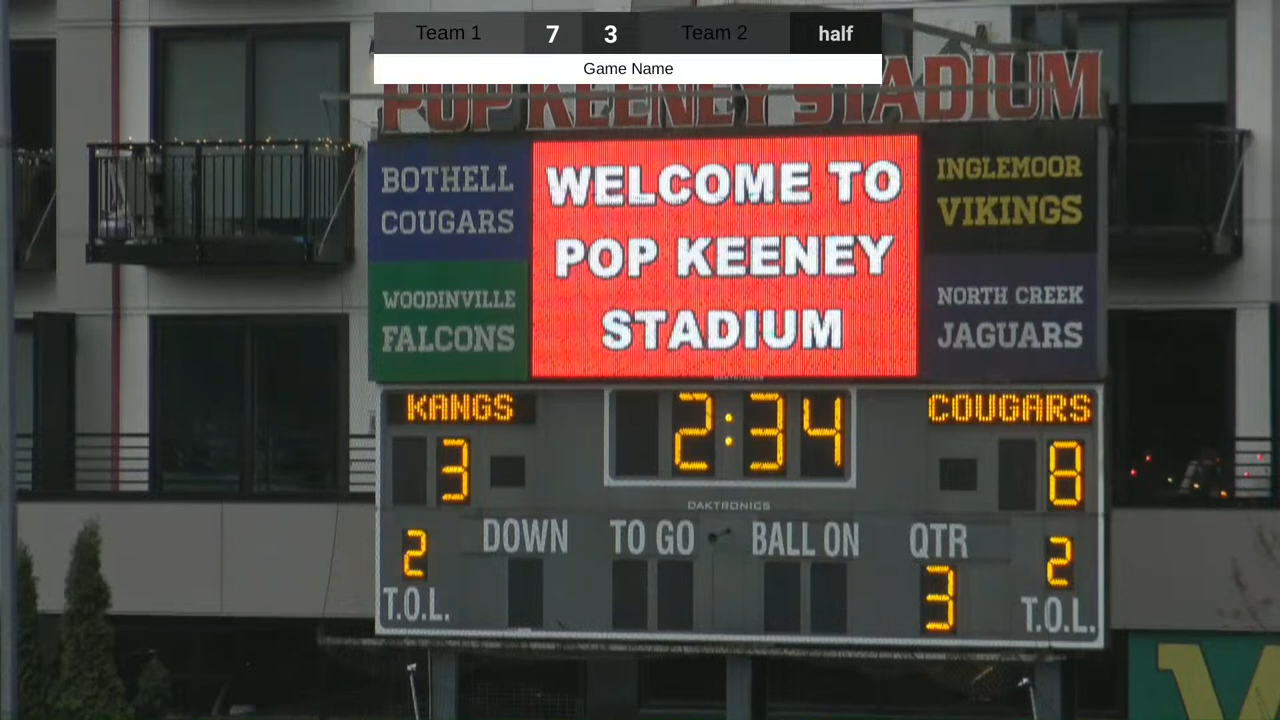 Team 1 7 3 Team 2 half
Game Name
POP KEENEY STADIUM
BOTHELL
COUGARS
WOODINVILLE
FALCONS
WELCOME TO
POP KEENEY
STADIUM
INGLEMOOR
VIKINGS
NORTH CREEK
JAGUARS
DAKTRONICS
KANGS
2:34
COUGARS
3
8
DAKTRONICS
DOWN TO GO BALL ON QTR
2
3
2
T.O.L.
T.O.L.